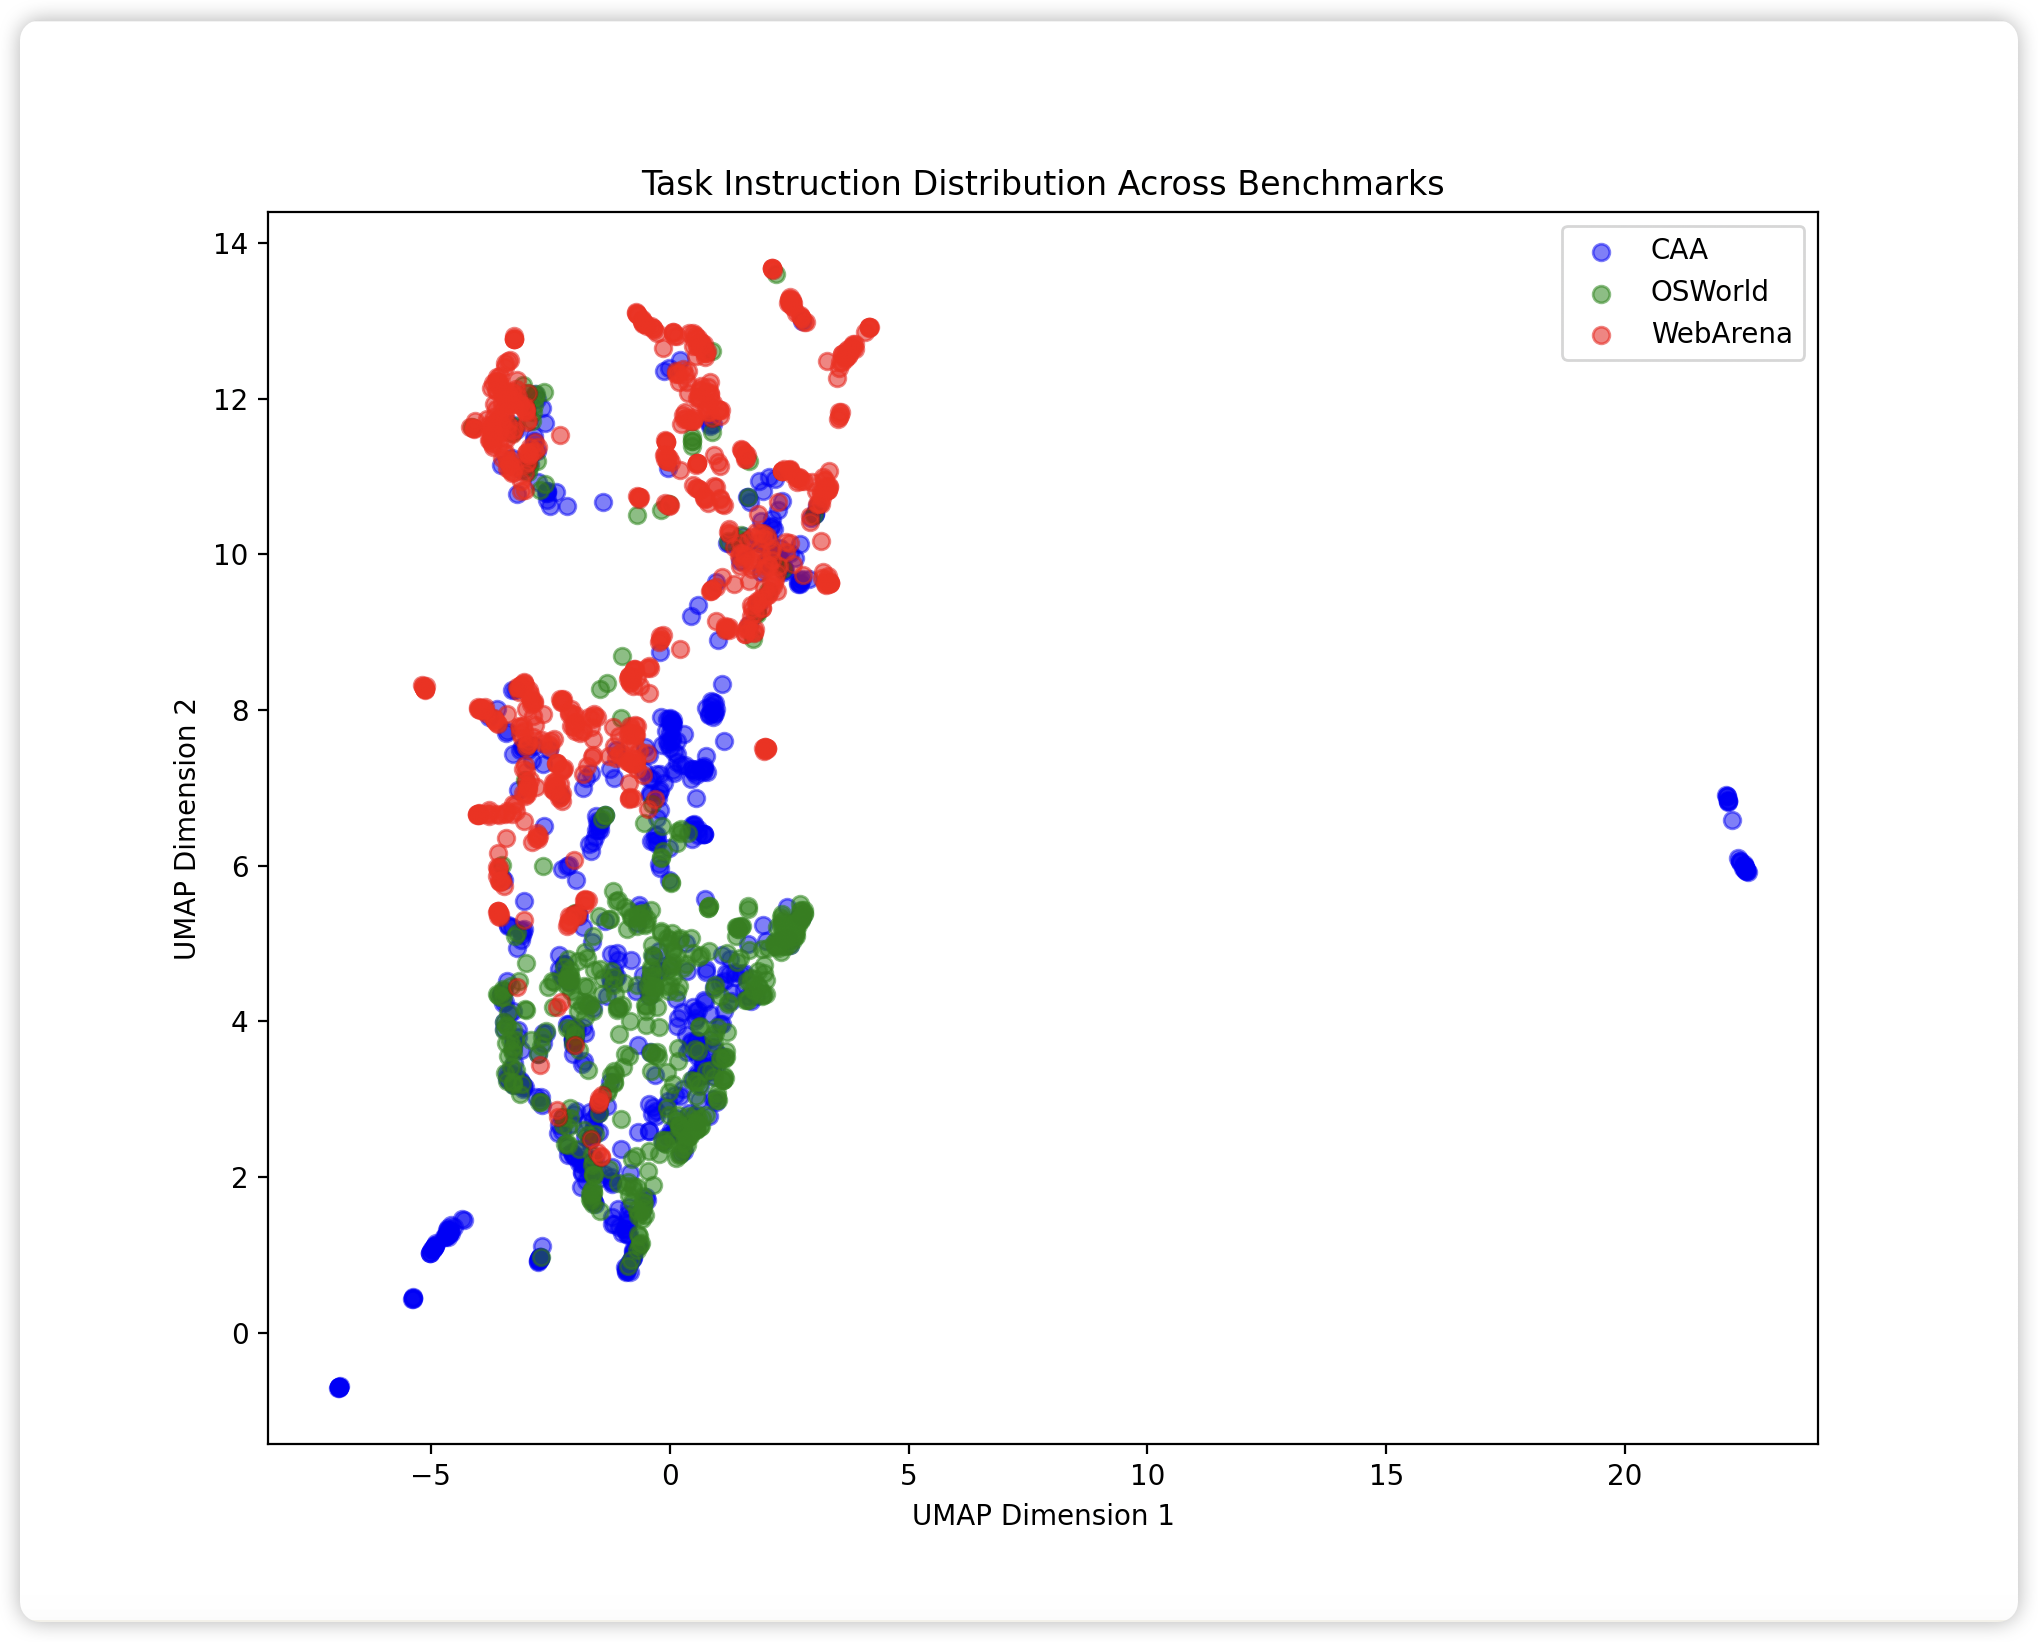 Task Instruction Distribution Across Benchmarks
CAA
OSWorld
WebArena
14
12
10
8
6
4
2
0
UMAP Dimension 2
−5
0
5
10
15
20
UMAP Dimension 1